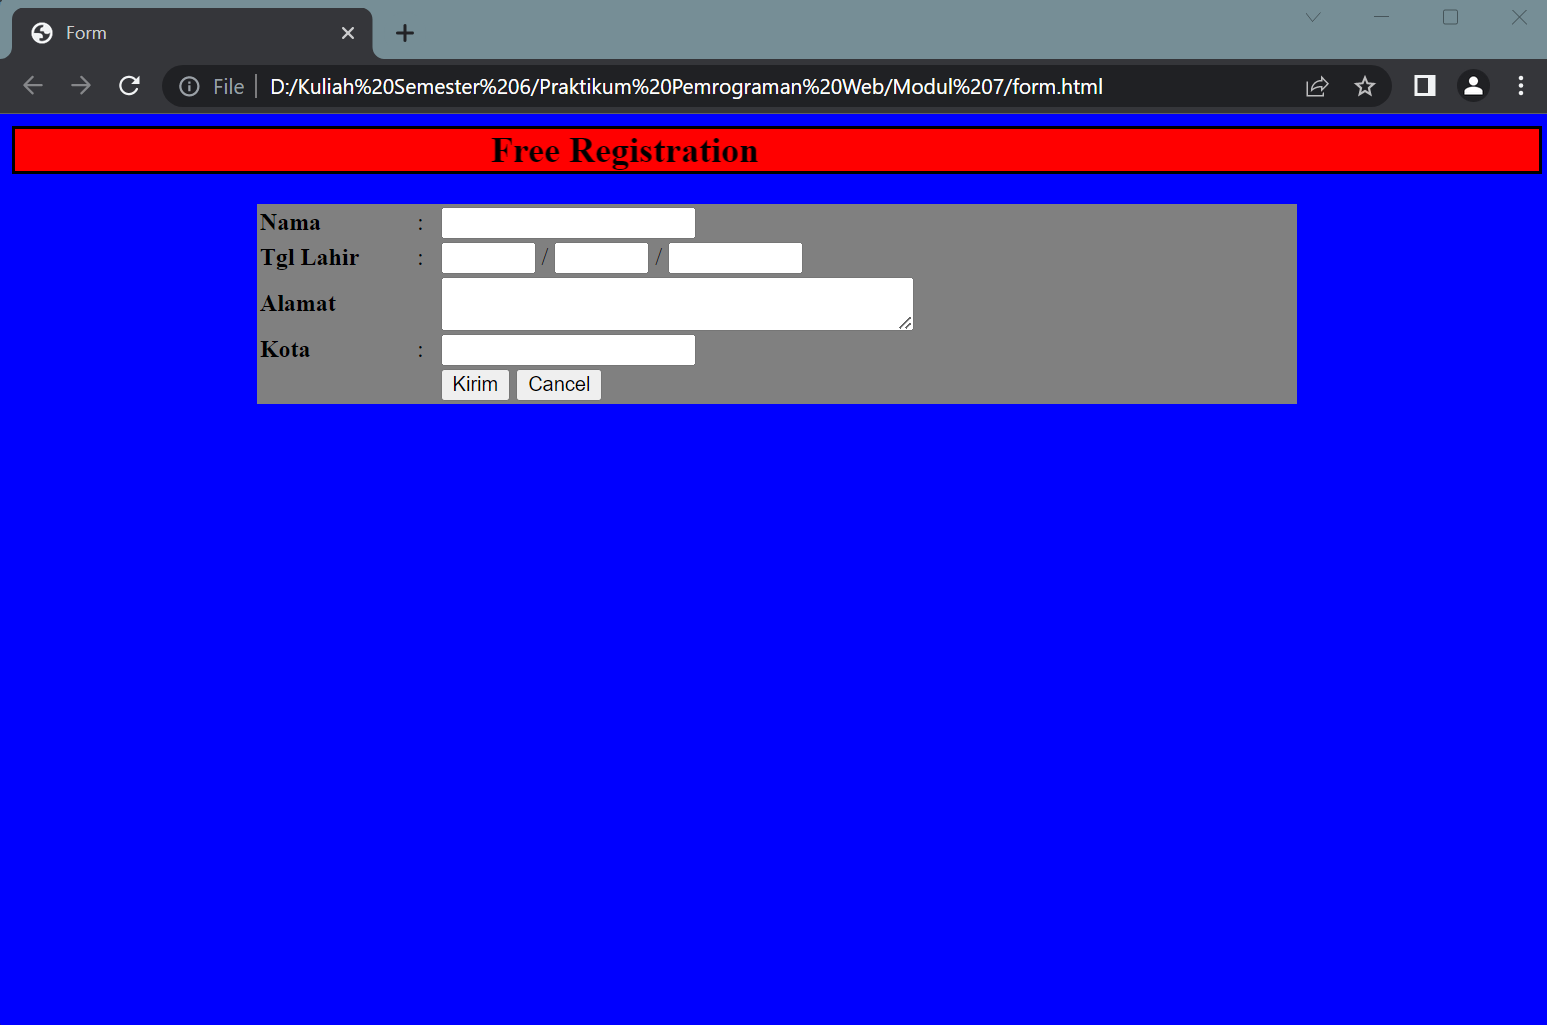 Form
File D:/Kuliah%20Semester%206/Praktikum%20Pemrograman%20Web/Modul%207/form.html
Free Registration
Nama :
Tgl Lahir : / /
Alamat
Kota :
Kirim Cancel